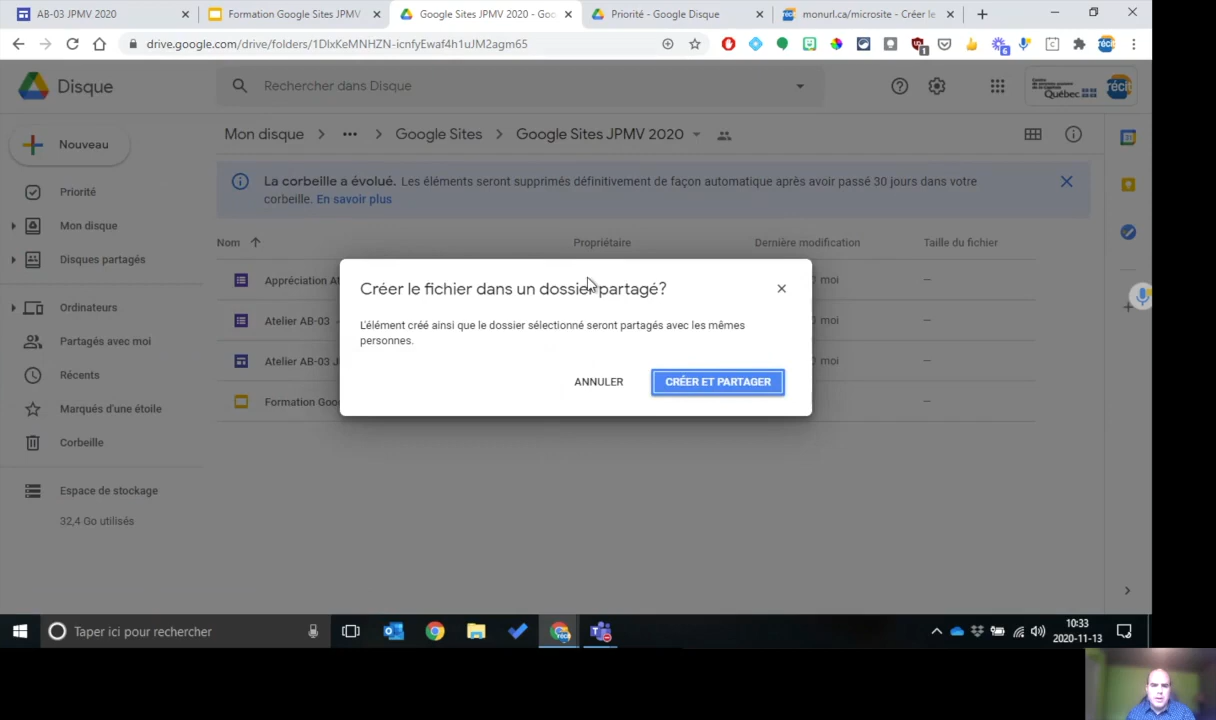 AB-03 JPMV 2020
Formation Google Sites JPMV
Google Sites JPMV 2020 - Goo
Priorité - Google Disque
monurl.ca/microsite - Créer le
drive.google.com/drive/folders/1DlxKeMNHZN-icnfyEwaf4h1uJM2agm65
Disque
Rechercher dans Disque
Québec
récit
Nouveau
Mon disque
Google Sites
Google Sites JPMV 2020
La corbeille a évolué. Les éléments seront supprimés définitivement de façon automatique après avoir passé 30 jours dans votre
corbeille. En savoir plus
Priorité
Mon disque
Disques partagés
Ordinateurs
Partagés avec moi
Récents
Marqués d'une étoile
Corbeille
Espace de stockage
32,4 Go utilisés
Nom
Propriétaire
Dernière modification
Taille du fichier
Appréciation At
moi
–
Atelier AB-03 -
moi
–
Atelier AB-03 J
moi
–
Formation Goo
–
Créer le fichier dans un dossier partagé?
L'élément créé ainsi que le dossier sélectionné seront partagés avec les mêmes
personnes.
ANNULER
CRÉER ET PARTAGER
Taper ici pour rechercher
10:33
2020-11-13